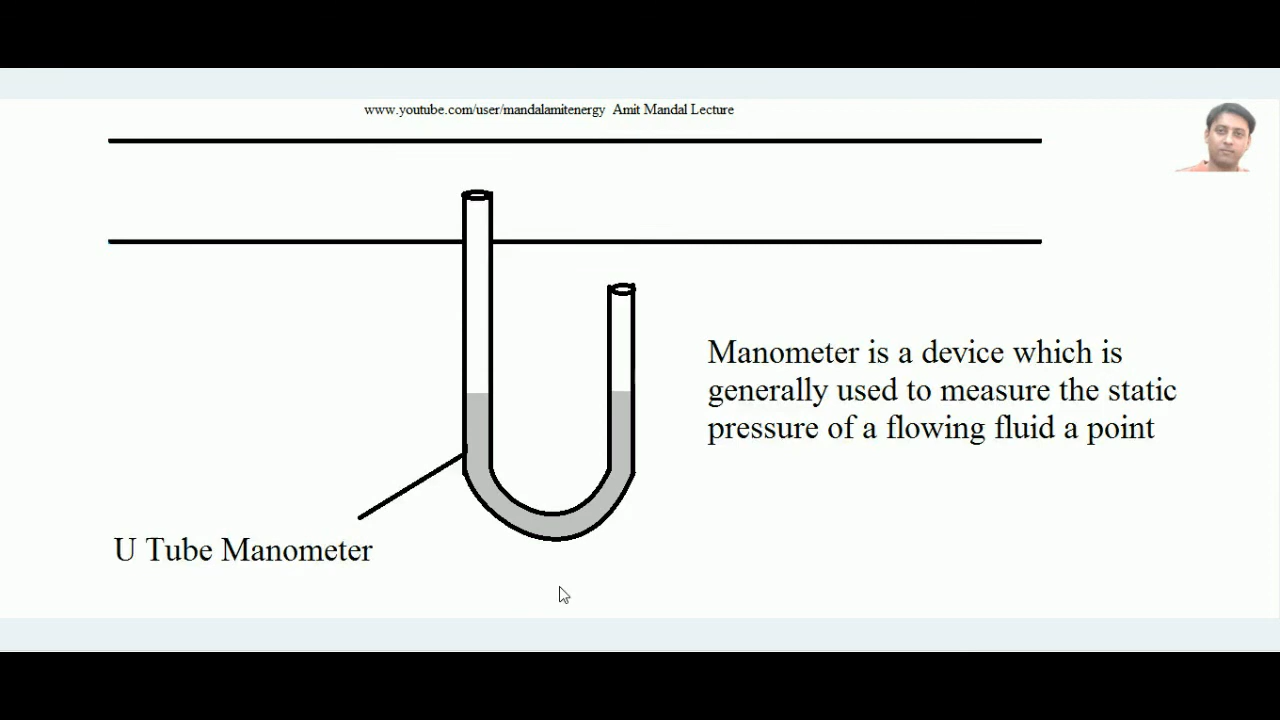 www.youtube.com/user/mandalamitenergy Amit Mandal Lecture
Manometer is a device which is
generally used to measure the static
pressure of a flowing fluid a point
U Tube Manometer